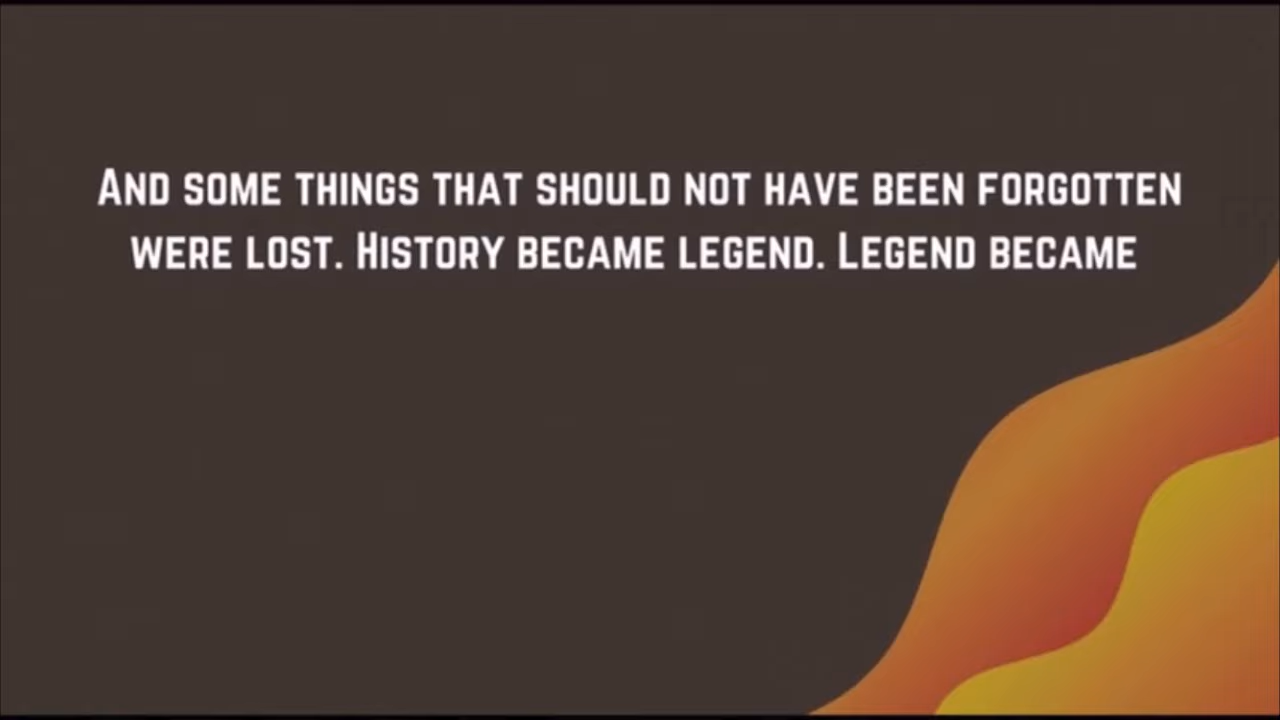 And some things that should not have been forgotten
were lost. History became legend. Legend became